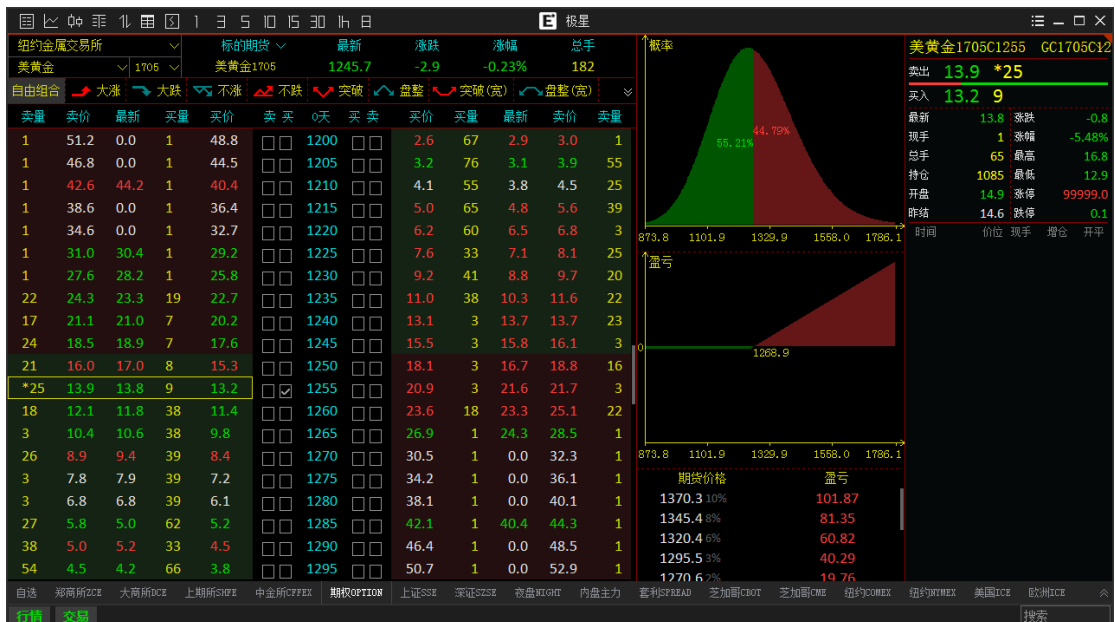 1 3 5 10 15 30 1h 日 极星
纽约金属交易所 标的期货 最新 涨跌 涨幅 总手
美黄金 1705 美黄金1705 1245.7 -2.9 -0.23% 182
自由组合 大涨 大跌 不涨 不跌 突破 盘整 突破(宽) 盘整(宽)
卖量 卖价 最新 买量 买价 卖 买 0天 买 卖 买价 买量 最新 卖价 卖量
1 51.2 0.0 1 48.8 1200 2.6 67 2.9 3.0 1
1 46.8 0.0 1 44.5 1205 3.2 76 3.1 3.9 55
1 42.6 44.2 1 40.4 1210 4.1 55 3.8 4.5 25
1 38.6 0.0 1 36.4 1215 5.0 65 4.8 5.6 39
1 34.6 0.0 1 32.7 1220 6.2 60 6.5 6.8 3
1 31.0 30.4 1 29.2 1225 7.6 33 7.1 8.1 25
1 27.6 28.2 1 25.8 1230 9.2 41 8.8 9.7 20
22 24.3 23.3 19 22.7 1235 11.0 38 10.3 11.6 22
17 21.1 21.0 7 20.2 1240 13.1 3 13.7 13.7 23
24 18.5 18.9 7 17.6 1245 15.5 3 15.8 16.1 3
21 16.0 17.0 8 15.3 1250 18.1 3 16.7 18.8 16
*25 13.9 13.8 9 13.2 1255 20.9 3 21.6 21.7 3
18 12.1 11.8 38 11.4 1260 23.6 18 23.3 25.1 22
3 10.4 10.6 38 9.8 1265 26.9 1 24.3 28.5 1
26 8.9 9.4 39 8.4 1270 30.5 1 0.0 32.3 1
3 7.8 7.9 39 7.2 1275 34.2 1 0.0 36.1 1
3 6.8 6.8 39 6.1 1280 38.1 1 0.0 40.1 1
27 5.8 5.0 62 5.2 1285 42.1 1 40.4 44.3 1
38 5.0 5.2 33 4.5 1290 46.4 1 0.0 48.5 1
54 4.5 4.2 66 3.8 1295 50.7 1 0.0 52.9 1
概率
55.21% 44.79%
873.8 1101.9 1329.9 1558.0 1786.1
盈亏
0
1268.9
873.8 1101.9 1329.9 1558.0 1786.1
期货价格 盈亏
1370.3 10% 101.87
1345.4 8% 81.35
1320.4 6% 60.82
1295.5 3% 40.29
1270.6 2% 19.76
美黄金1705C1255 GC1705C12
卖出 13.9 *25
买入 13.2 9
最新 13.8 涨跌 -0.8
现手 1 涨幅 -5.48%
总手 65 最高 16.8
持仓 1085 最低 12.9
开盘 14.9 涨停 99999.0
昨结 14.6 跌停 0.1
时间 价位 现手 增仓 开平
自选 郑商所ZCE 大商所DCE 上期所SHFE 中金所CFFEX 期权OPTION 上证SSE 深证SZSE 夜盘NIGHT 内盘主力 套利SPREAD 芝加哥CBOT 芝加哥CME 纽约COMEX 纽约NYMEX 美国ICE 欧洲ICE
行情 交易 搜索